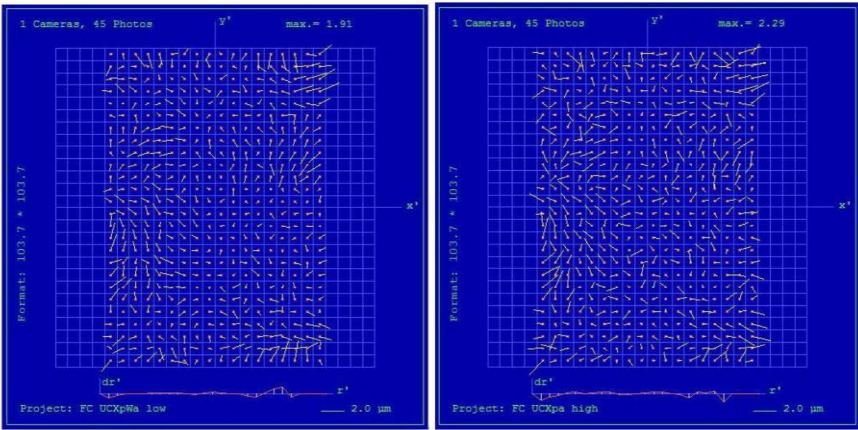 1 Cameras, 45 Photos
y'
max.= 1.91
x'
Format: 103.7 * 103.7
dr'
r'
Project: FC UCXpWa low
2.0 µm
1 Cameras, 45 Photos
y'
max.= 2.29
x'
Format: 103.7 * 103.7
dr'
r'
Project: FC UCXpa high
2.0 µm